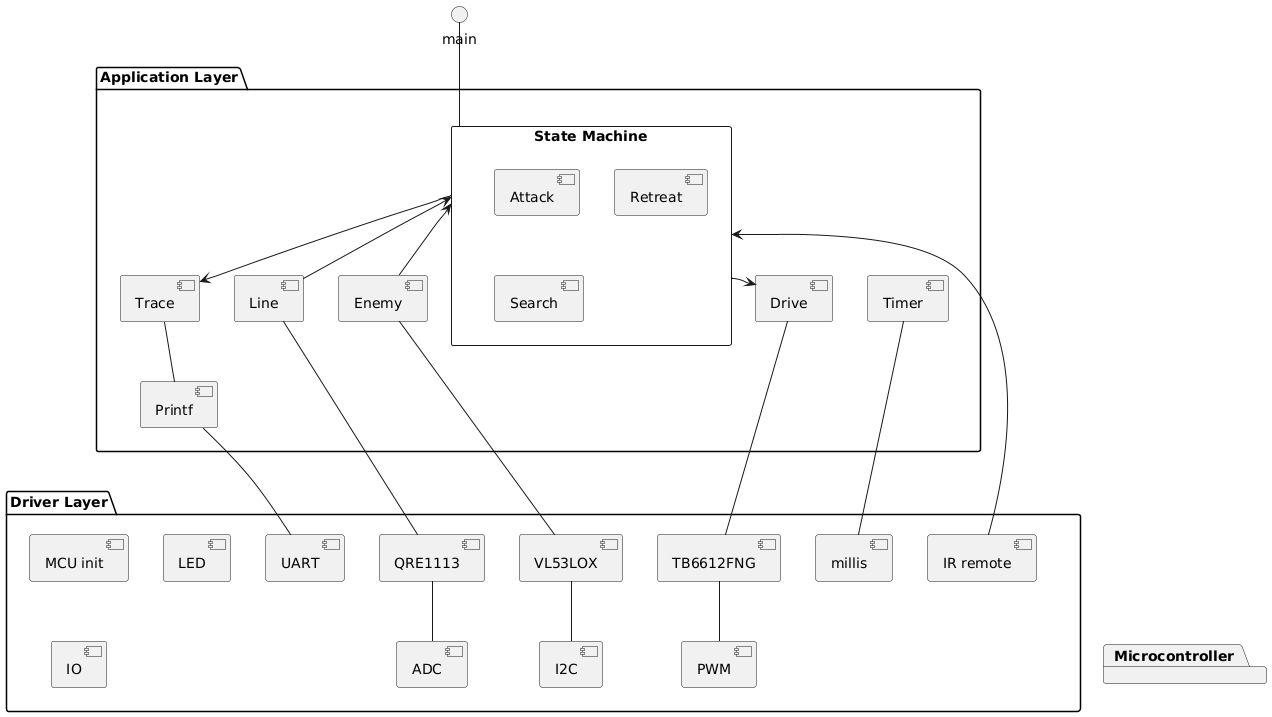 main
Application Layer
State Machine
Attack
Retreat
Trace
Line
Enemy
Search
Drive
Timer
Printf
Driver Layer
MCU init
LED
UART
QRE1113
VL53LOX
TB6612FNG
millis
IR remote
IO
ADC
I2C
PWM
Microcontroller